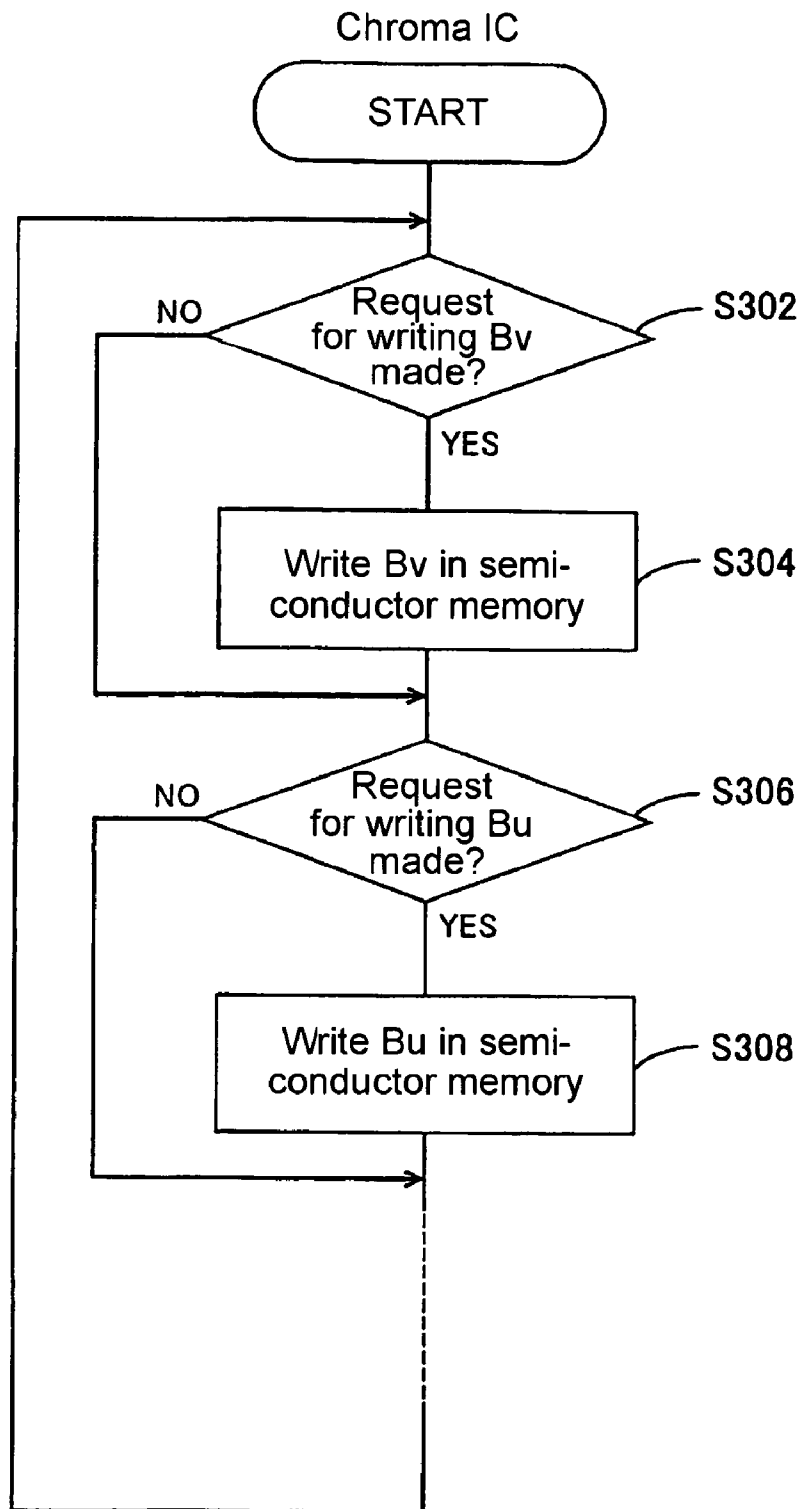 Chroma IC
START
Request
for writing Bv
made?
S302
NO
YES
Write Bv in semi-
conductor memory
S304
Request
for writing Bu
made?
S306
NO
YES
Write Bu in semi-
conductor memory
S308